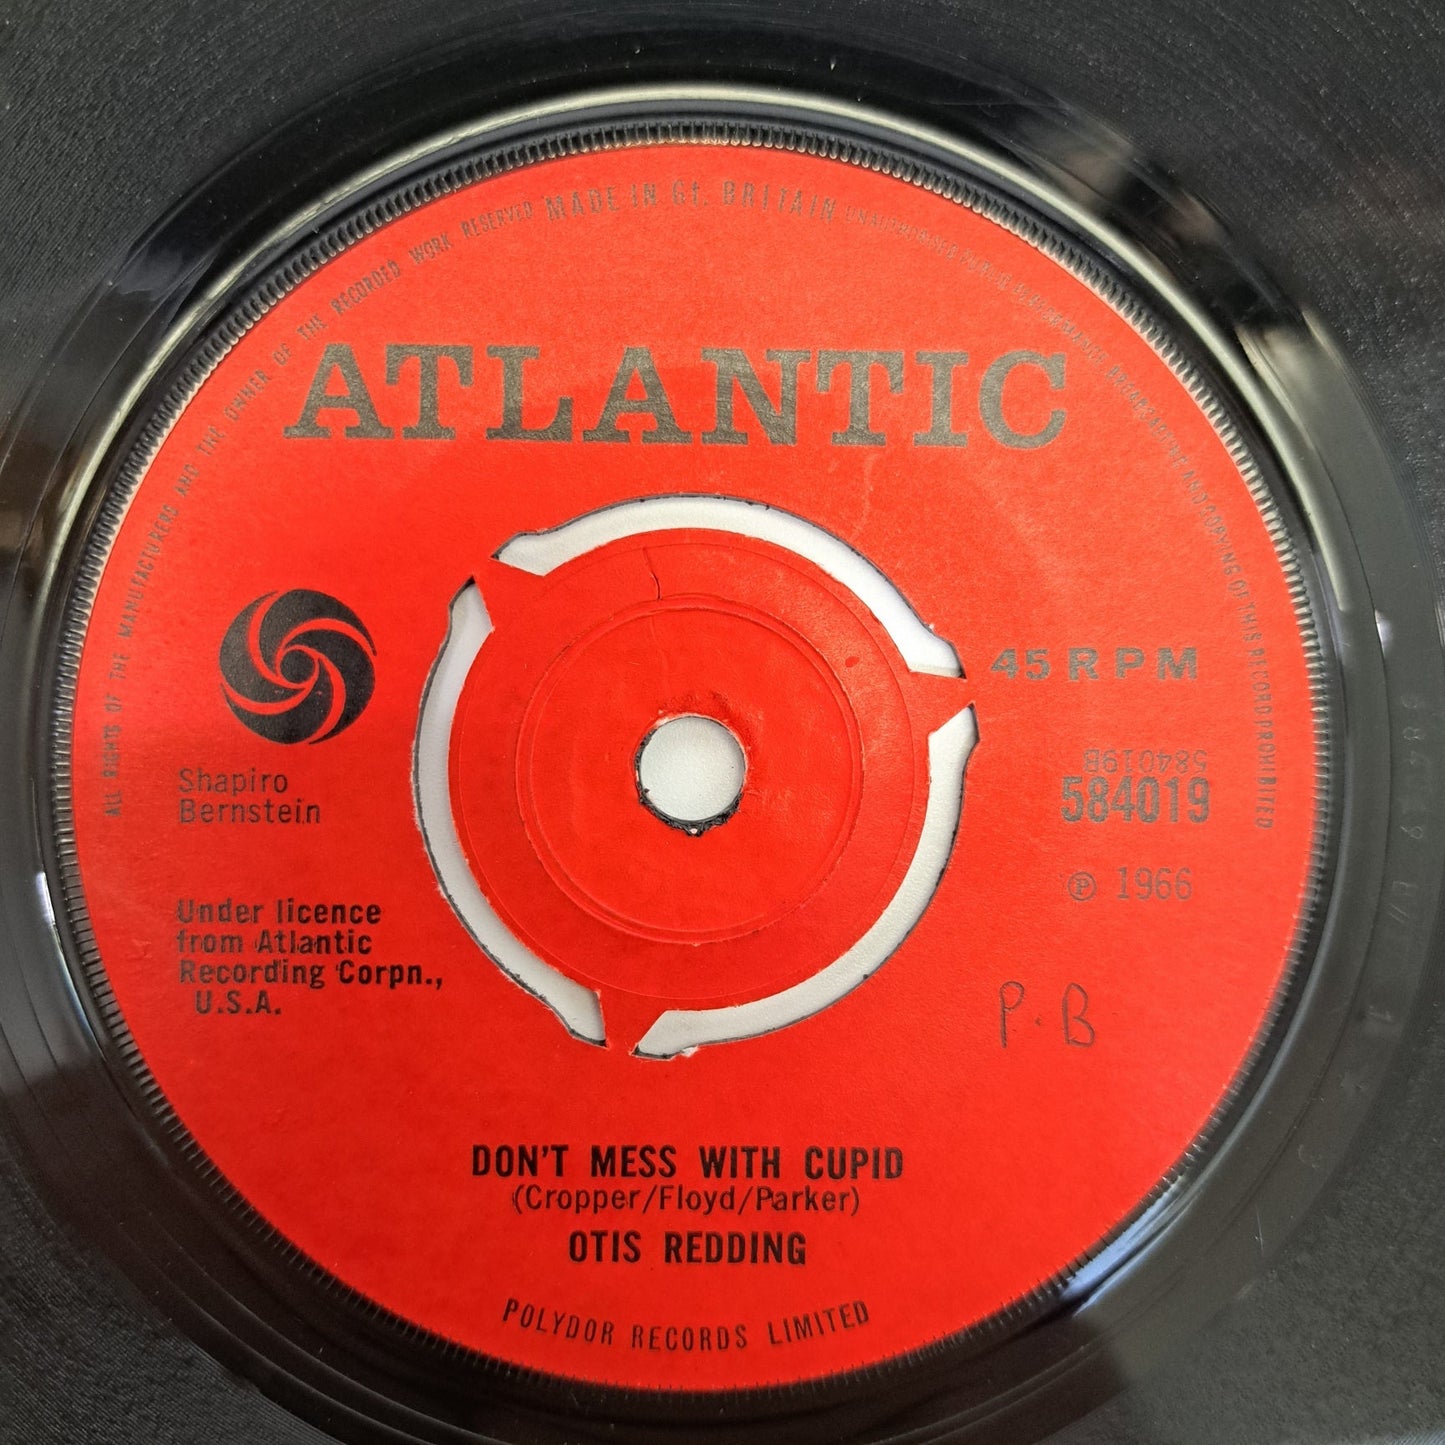 ALL RIGHTS OF THE MANUFACTURERS AND THE OWNER OF THE RECORDED WORK RESERVED MADE IN Gt. BRITAIN UNAUTHORISED PUBLIC PERFORMANCE BROADCASTING AND COPYING OF THIS RECORD PROHIBITED
ATLANTIC
45 RPM
Shapiro
Bernstein
584019B
584019
℗ 1966
Under licence
from Atlantic
Recording Corpn.,
U.S.A.
P.B
DON'T MESS WITH CUPID
(Cropper/Floyd/Parker)
OTIS REDDING
POLYDOR RECORDS LIMITED